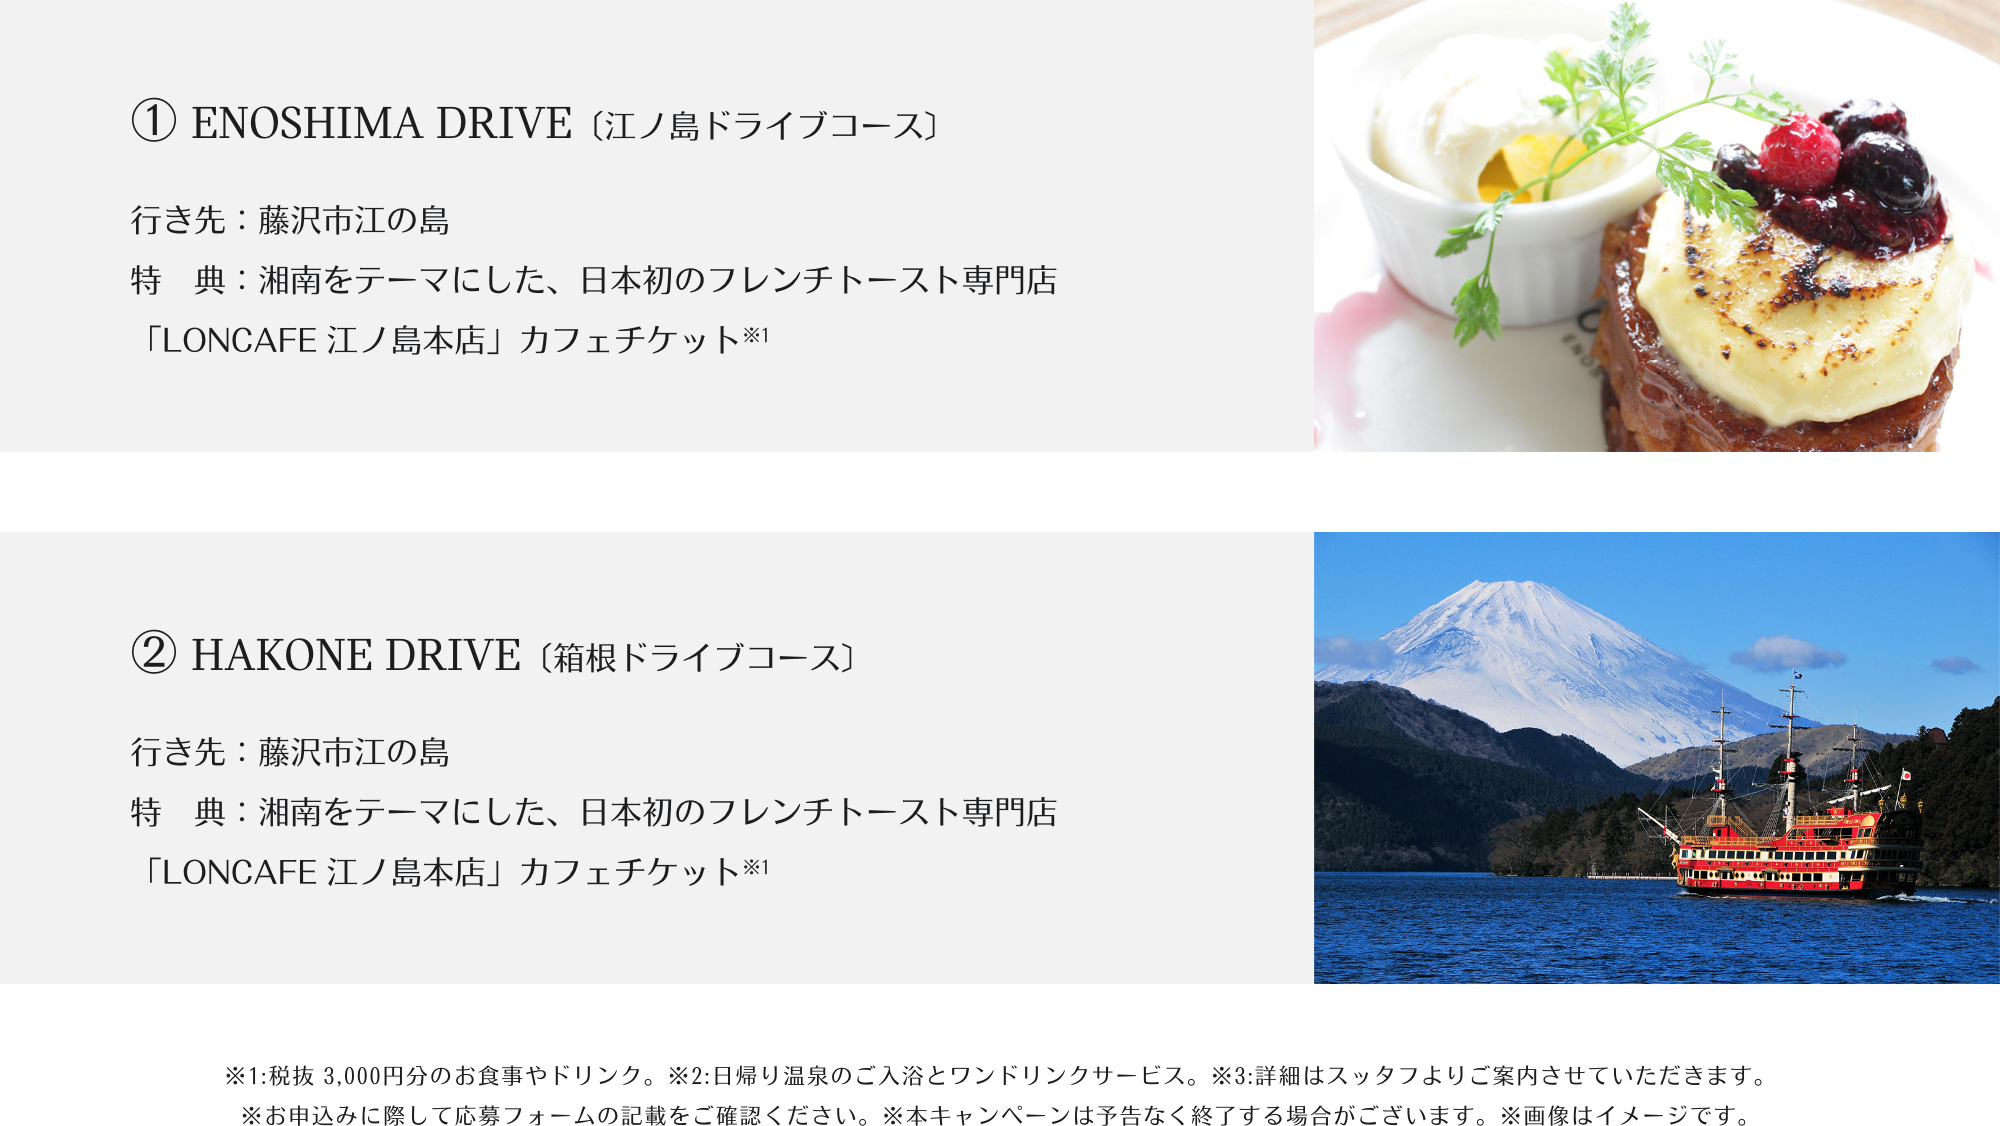 ① ENOSHIMA DRIVE〔江ノ島ドライブコース〕
行き先：藤沢市江の島
特　典：湘南をテーマにした、日本初のフレンチトースト専門店
「LONCAFE 江ノ島本店」カフェチケット※1
② HAKONE DRIVE〔箱根ドライブコース〕
行き先：藤沢市江の島
特　典：湘南をテーマにした、日本初のフレンチトースト専門店
「LONCAFE 江ノ島本店」カフェチケット※1
※1:税抜 3,000円分のお食事やドリンク。※2:日帰り温泉のご入浴とワンドリンクサービス。※3:詳細はスッタフよりご案内させていただきます。
※お申込みに際して応募フォームの記載をご確認ください。※本キャンペーンは予告なく終了する場合がございます。※画像はイメージです。